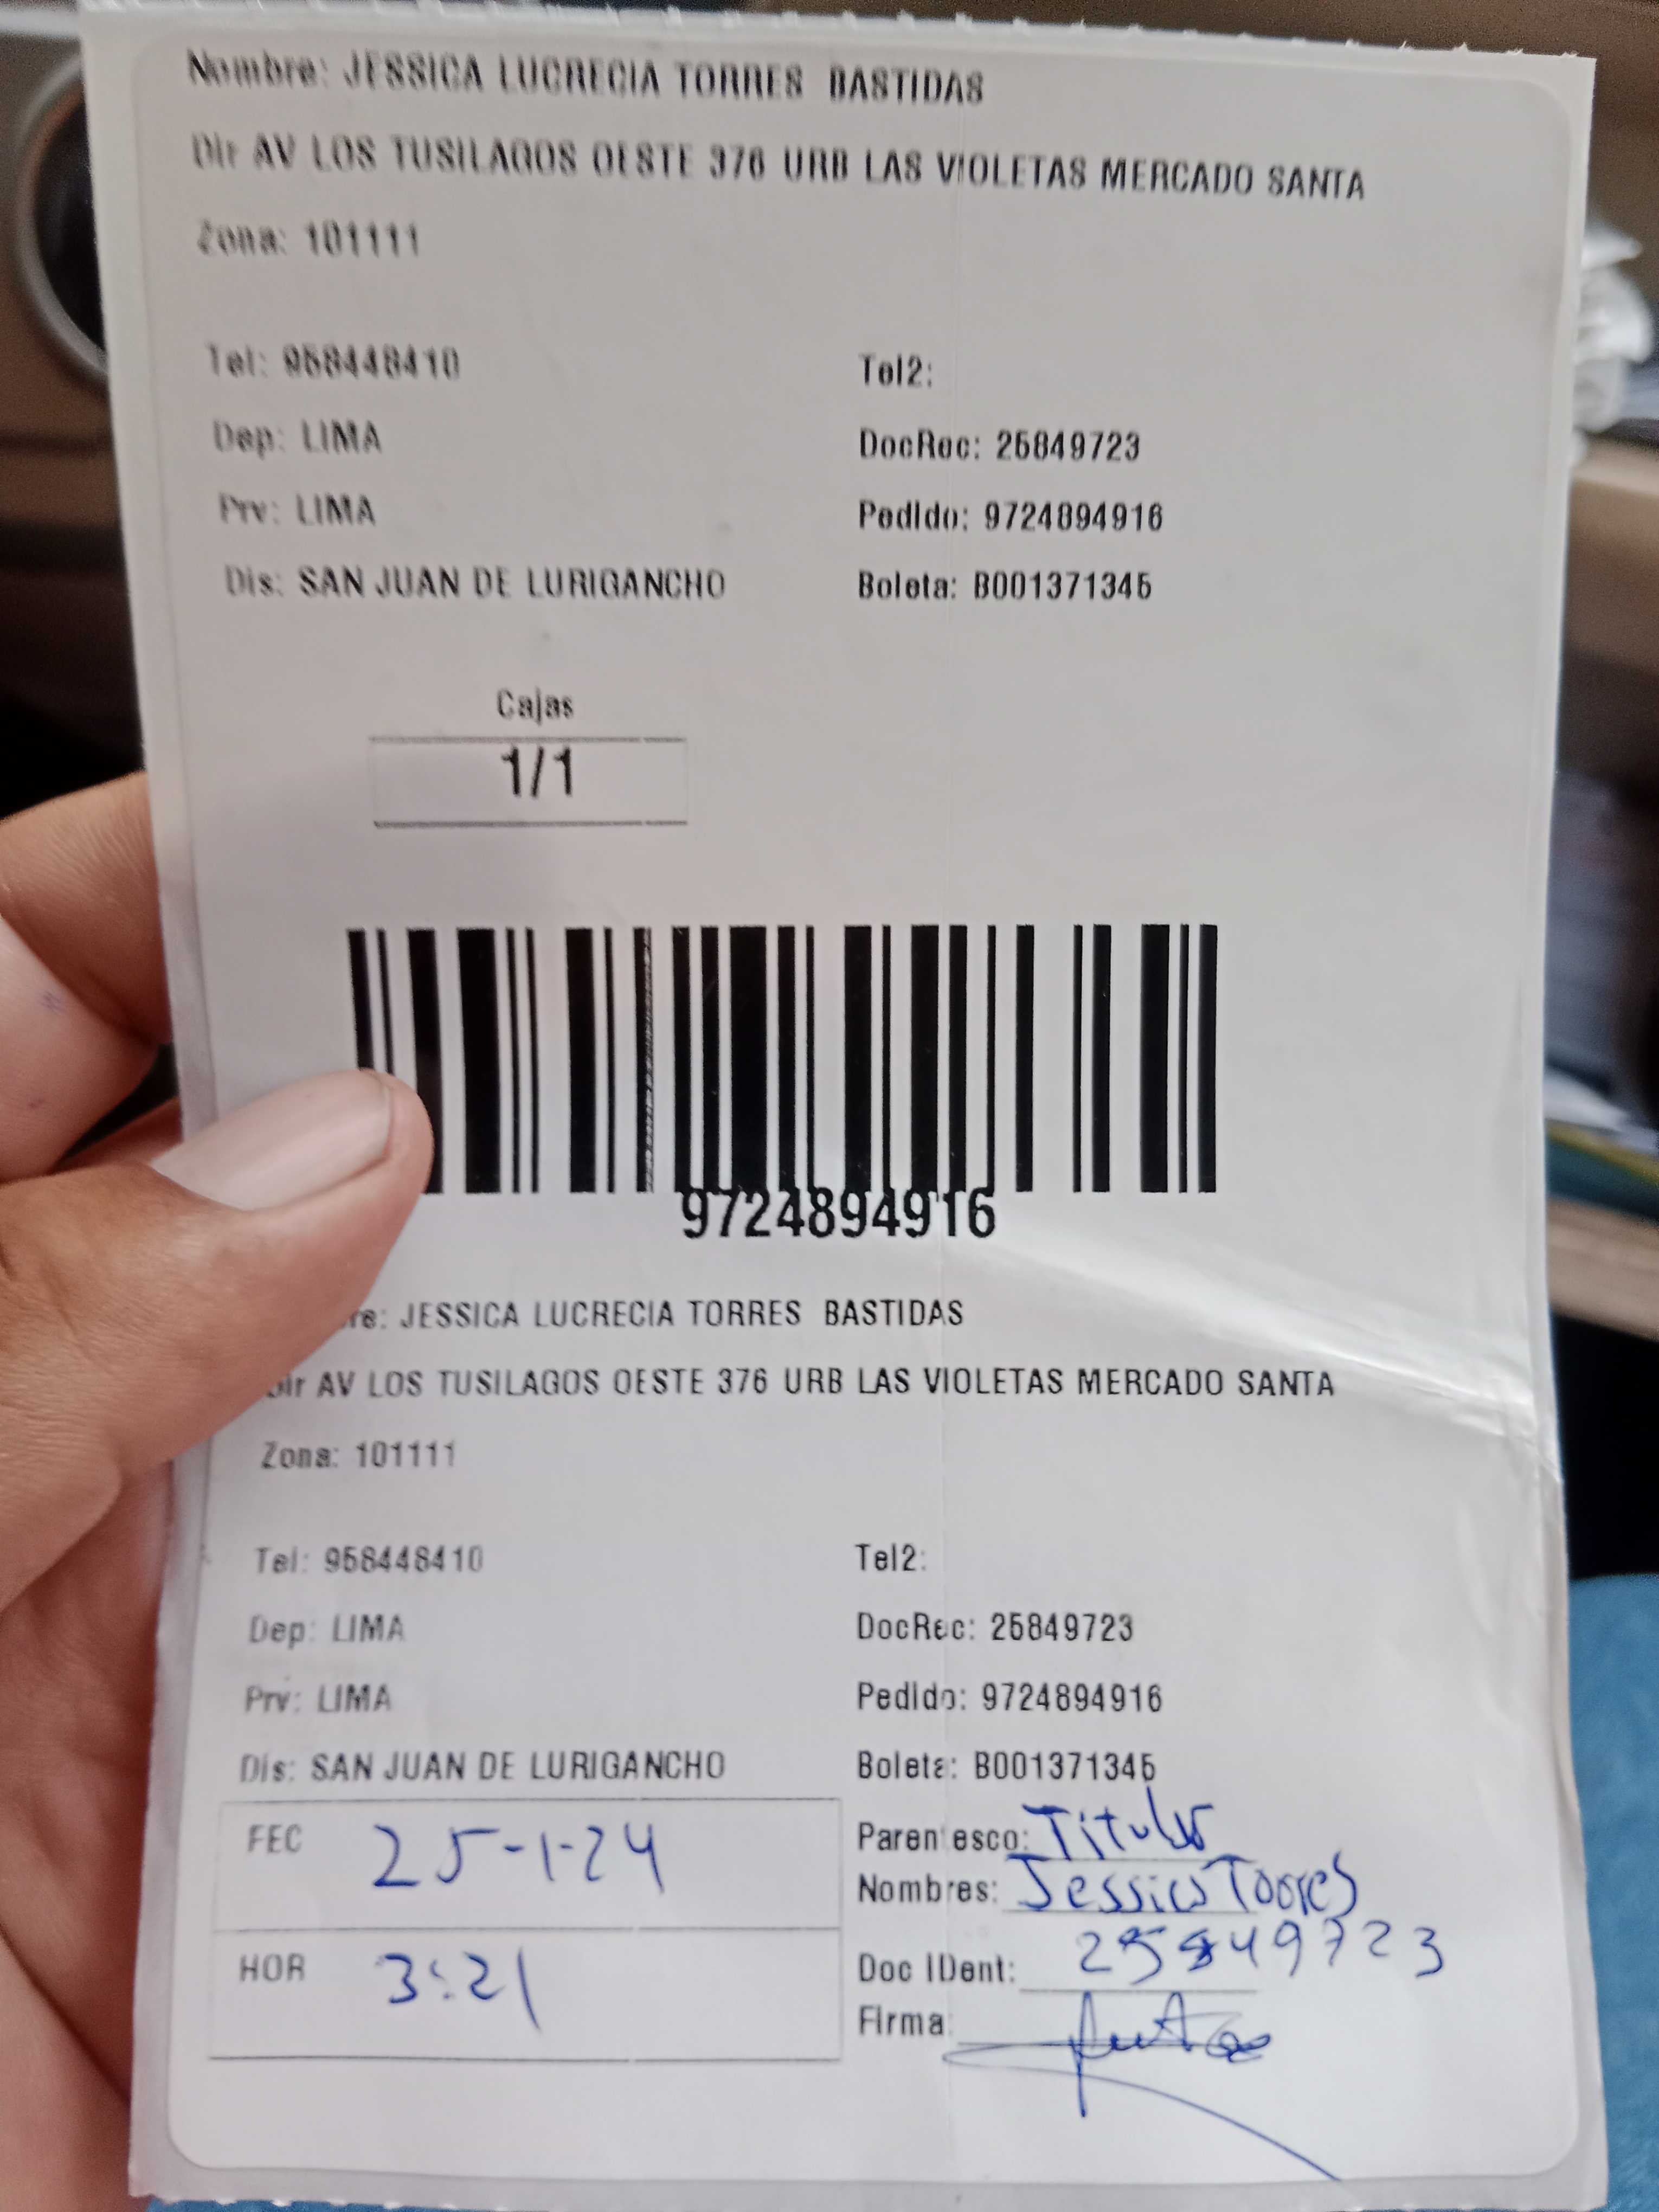 Nombre: JESSICA LUCRECIA TORRES BASTIDAS
Dir AV LOS TUSILAGOS OESTE 376 URB LAS VIOLETAS MERCADO SANTA
Zona: 101111
Tel: 958448410 Tel2:
Dep: LIMA DocRec: 25849723
Prv: LIMA Pedido: 9724894916
Dis: SAN JUAN DE LURIGANCHO Boleta: B001371345
Cajas
1/1
9724894916
re: JESSICA LUCRECIA TORRES BASTIDAS
Dir AV LOS TUSILAGOS OESTE 376 URB LAS VIOLETAS MERCADO SANTA
Zona: 101111
Tel: 958448410 Tel2:
Dep: LIMA DocRec: 25849723
Prv: LIMA Pedido: 9724894916
Dis: SAN JUAN DE LURIGANCHO Boleta: B001371345
FEC 25-1-24 Parentesco: Titular
Nombres: Jessica Torres
HOR 3:21 Doc IDent: 25849723
Firma: